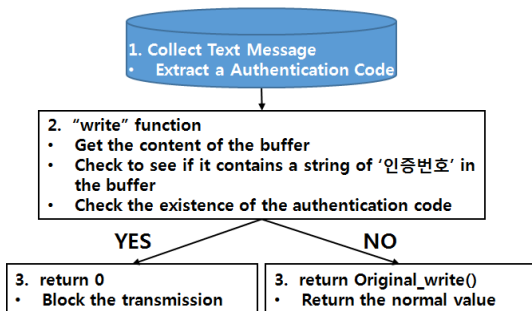 1. Collect Text Message
• Extract a Authentication Code
2. “write” function
• Get the content of the buffer
• Check to see if it contains a string of ‘인증번호’ in
the buffer
• Check the existence of the authentication code
YES
NO
3. return 0
• Block the transmission
3. return Original_write()
• Return the normal value